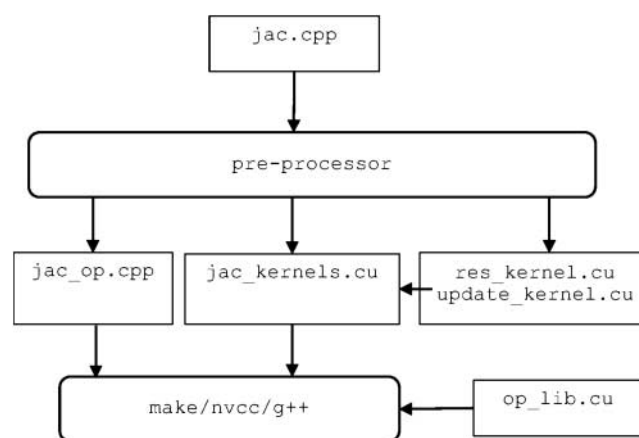 jac.cpp
pre-processor
jac_op.cpp
jac_kernels.cu
res_kernel.cu
update_kernel.cu
make/nvcc/g++
op_lib.cu